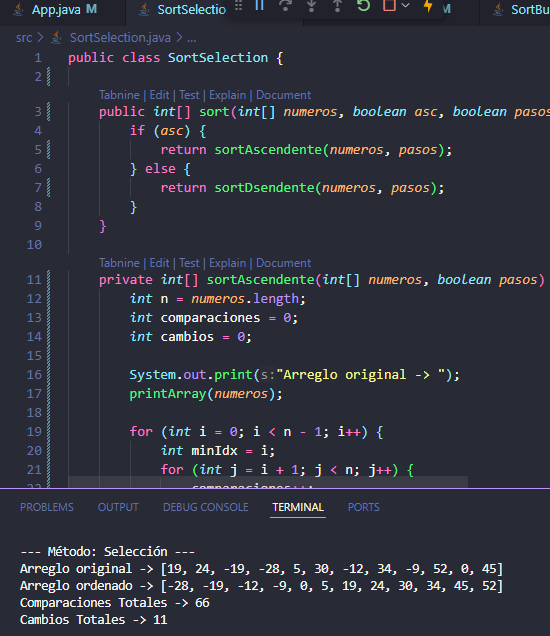 App.java M SortSelectio M SortBu
src > SortSelection.java > ...
1 public class SortSelection {
2
Tabnine | Edit | Test | Explain | Document
3 public int[] sort(int[] numeros, boolean asc, boolean pasos
4 if (asc) {
5 return sortAscendente(numeros, pasos);
6 } else {
7 return sortDsendente(numeros, pasos);
8 }
9 }
10
Tabnine | Edit | Test | Explain | Document
11 private int[] sortAscendente(int[] numeros, boolean pasos)
12 int n = numeros.length;
13 int comparaciones = 0;
14 int cambios = 0;
15
16 System.out.print(s:"Arreglo original -> ");
17 printArray(numeros);
18
19 for (int i = 0; i < n - 1; i++) {
20 int minIdx = i;
21 for (int j = i + 1; j < n; j++) {
22 comparaciones++;
PROBLEMS OUTPUT DEBUG CONSOLE TERMINAL PORTS
--- Método: Selección ---
Arreglo original -> [19, 24, -19, -28, 5, 30, -12, 34, -9, 52, 0, 45]
Arreglo ordenado -> [-28, -19, -12, -9, 0, 5, 19, 24, 30, 34, 45, 52]
Comparaciones Totales -> 66
Cambios Totales -> 11